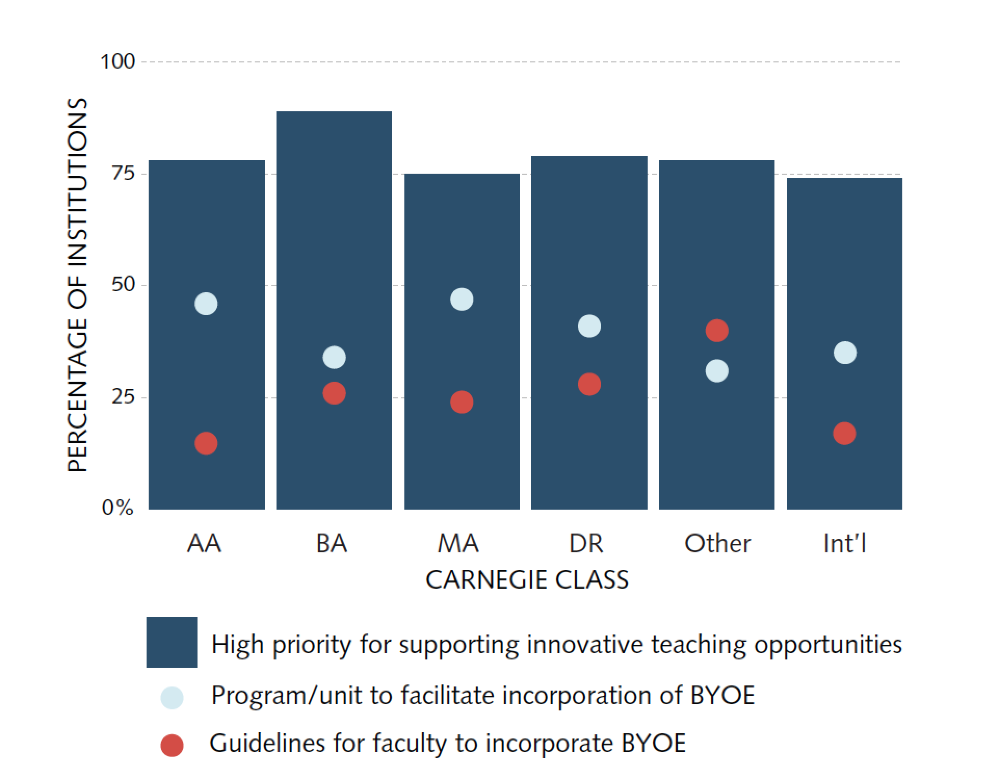 100
75
50
25
0%
PERCENTAGE OF INSTITUTIONS
AA
BA
MA
DR
Other
Int'l
CARNEGIE CLASS
High priority for supporting innovative teaching opportunities
Program/unit to facilitate incorporation of BYOE
Guidelines for faculty to incorporate BYOE